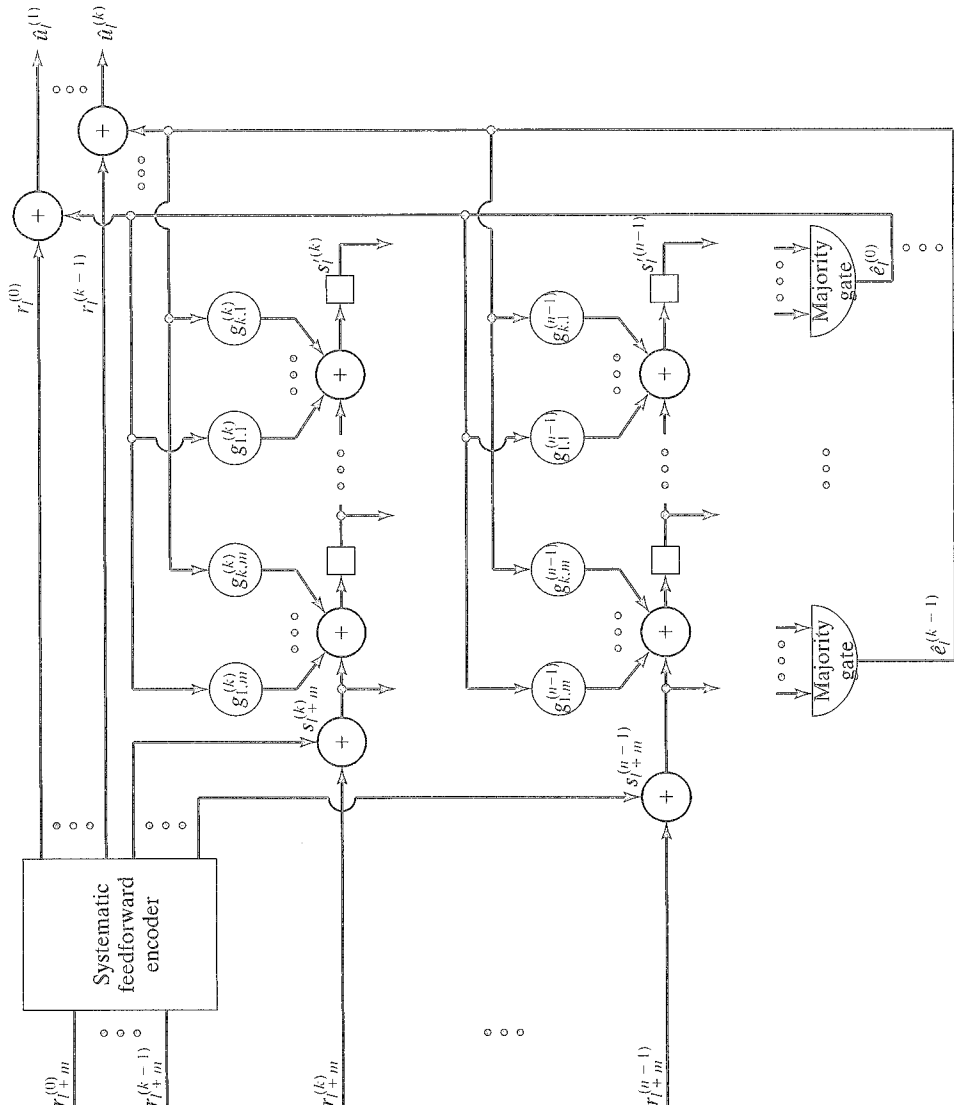 r_l^{(0)}
û_l^{(1)}
r_l^{(k-1)}
û_l^{(k)}
+
+
Systematic
feedforward
encoder
r_{l+m}^{(0)}
r_{l+m}^{(k-1)}
r_{l+m}^{(k)}
r_{l+m}^{(n-1)}
g_{1.m}^{(k)}
g_{k.m}^{(k)}
g_{1.1}^{(k)}
g_{k.1}^{(k)}
s_{l+m}^{(k)}
+
+
+
s'_l^{(k)}
g_{1.m}^{(n-1)}
g_{k.m}^{(n-1)}
g_{1.1}^{(n-1)}
g_{k.1}^{(n-1)}
s_{l+m}^{(n-1)}
+
+
+
s'_l^{(n-1)}
Majority
gate
ê_l^{(k-1)}
Majority
gate
ê_l^{(0)}